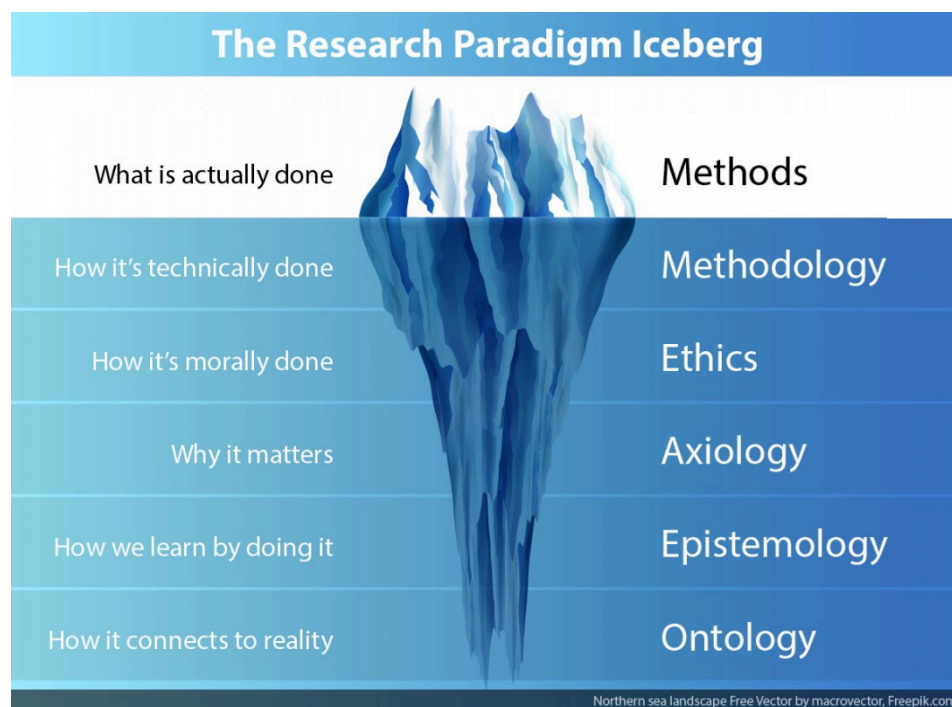 The Research Paradigm Iceberg
What is actually done Methods
How it's technically done Methodology
How it's morally done Ethics
Why it matters Axiology
How we learn by doing it Epistemology
How it connects to reality Ontology
Northern sea landscape Free Vector by macrovector, Freepik.com